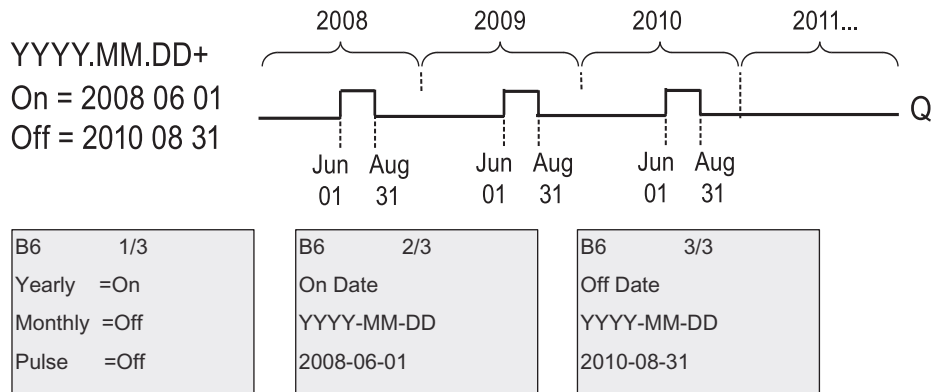 2008 2009 2010 2011...
YYYY.MM.DD+
On = 2008 06 01
Off = 2010 08 31
Q
Jun Aug Jun Aug Jun Aug
01 31 01 31 01 31
B6 1/3
Yearly =On
Monthly =Off
Pulse =Off
B6 2/3
On Date
YYYY-MM-DD
2008-06-01
B6 3/3
Off Date
YYYY-MM-DD
2010-08-31